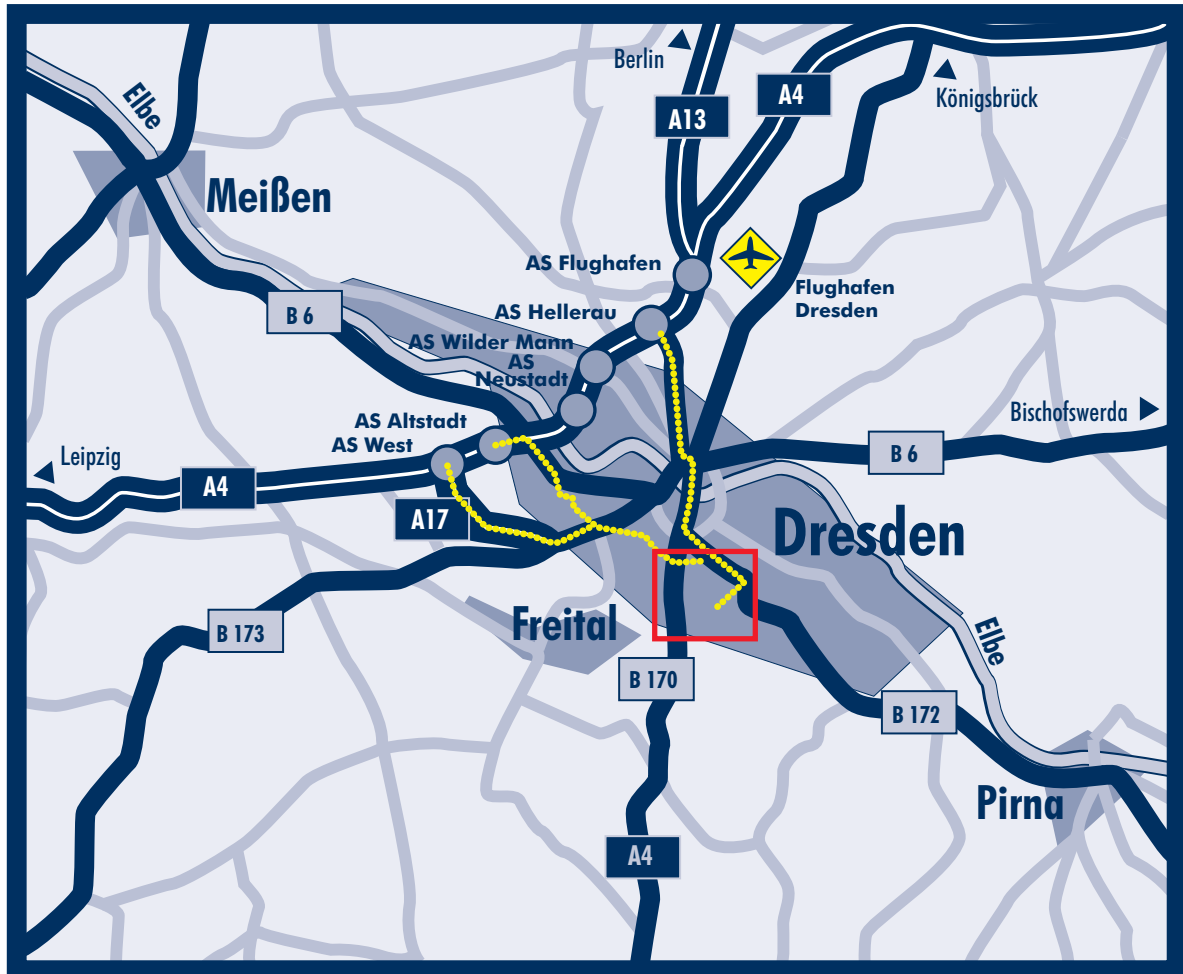 Berlin
A4
Königsbrück
Elbe
A13
Meißen
AS Flughafen
Flughafen
Dresden
B 6
AS Hellerau
AS Wilder Mann
AS
Neustadt
AS Altstadt
AS West
Bischofswerda
Leipzig
B 6
A4
A17
Dresden
B 173
Freital
Elbe
B 170
B 172
Pirna
A4